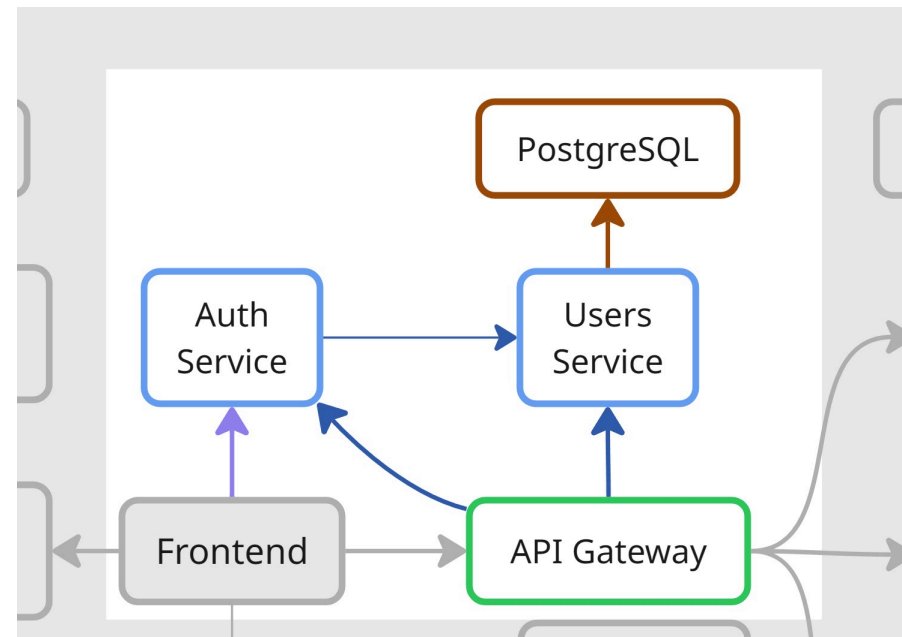 PostgreSQL
Auth
Service
Users
Service
Frontend
API Gateway